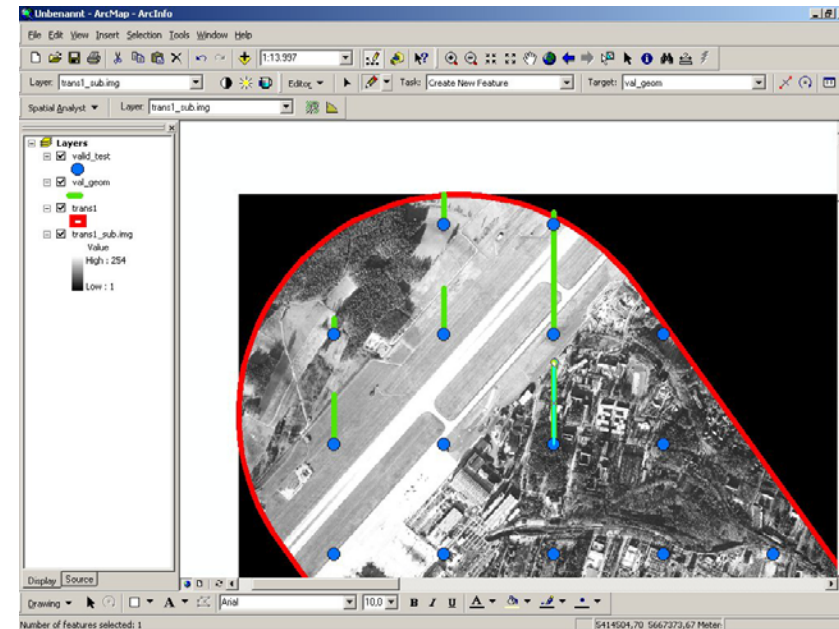 Unbenannt - ArcMap - ArcInfo
File Edit View Insert Selection Tools Window Help
1:13.997
Layer: trans1_sub.img Editor Task: Create New Feature Target: val_geom
Spatial Analyst Layer: trans1_sub.img
Layers
valid_test
val_geom
trans1
trans1_sub.img
Value
High : 254
Low : 1
Display Source
Drawing A Arial 10,0 B I U A
Number of features selected: 1 5414504,70 5667373,67 Meter